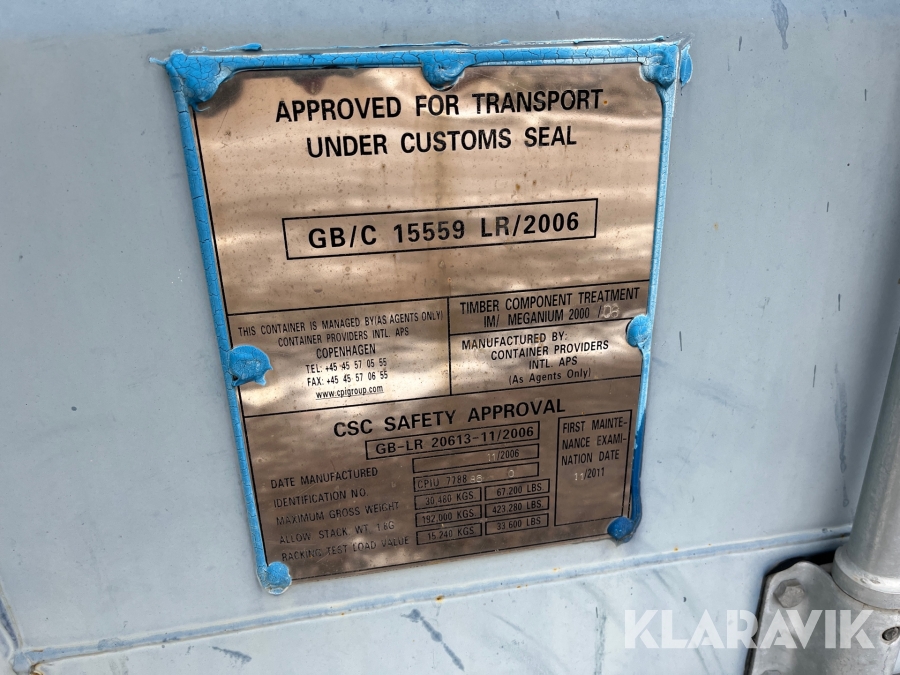 APPROVED FOR TRANSPORT
UNDER CUSTOMS SEAL
GB/C 15559 LR/2006
THIS CONTAINER IS MANAGED BY(AS AGENTS ONLY)
CONTAINER PROVIDERS INTL. APS
COPENHAGEN
TEL: +45 45 57 05 55
FAX: +45 45 57 06 55
www.cpigroup.com
TIMBER COMPONENT TREATMENT
IM/ MEGANIUM 2000 /03
MANUFACTURED BY:
CONTAINER PROVIDERS
INTL. APS
(As Agents Only)
CSC SAFETY APPROVAL
GB-LR 20613-11/2006
DATE MANUFACTURED 11/2006
IDENTIFICATION NO. CPIU 7788
MAXIMUM GROSS WEIGHT 30,480 KGS 67,200 LBS.
ALLOW STACK WT. 1.8G 192,000 KGS. 423,280 LBS.
RACKING TEST LOAD VALUE 15,240 KGS. 33,600 LBS.
FIRST MAINTE-
NANCE EXAMI-
NATION DATE
11/2011
KLARAVIK